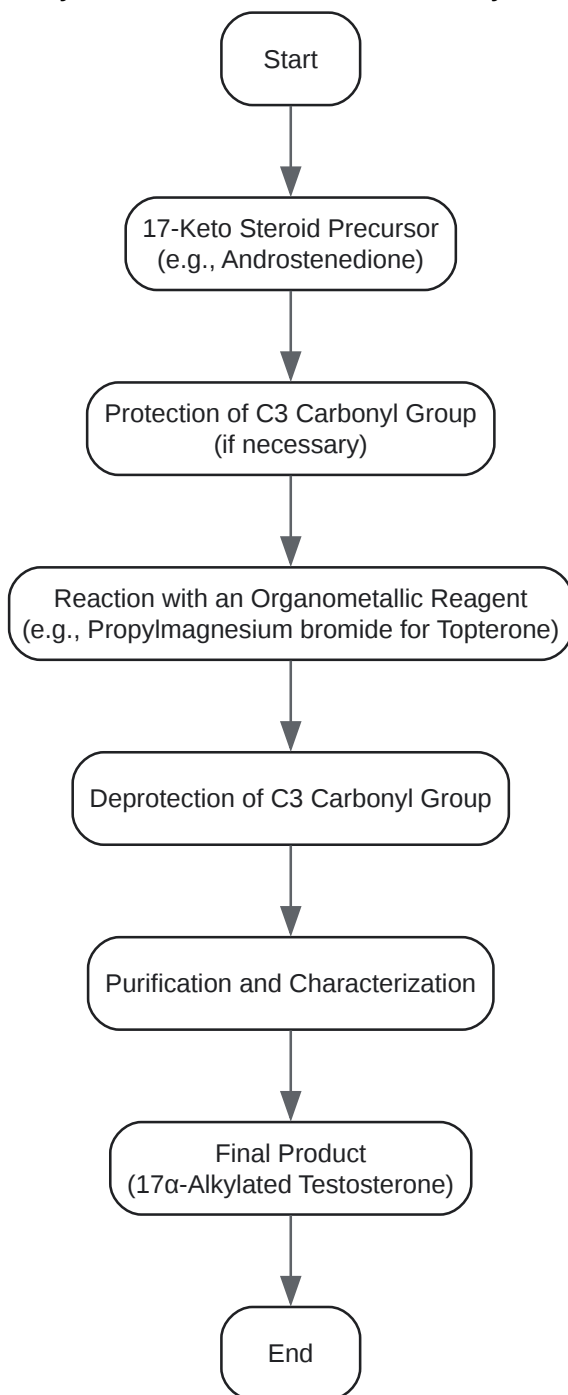 Start
17-Keto Steroid Precursor
(e.g., Androstenedione)
Protection of C3 Carbonyl Group
(if necessary)
Reaction with an Organometallic Reagent
(e.g., Propylmagnesium bromide for Topterone)
Deprotection of C3 Carbonyl Group
Purification and Characterization
Final Product
(17α-Alkylated Testosterone)
End